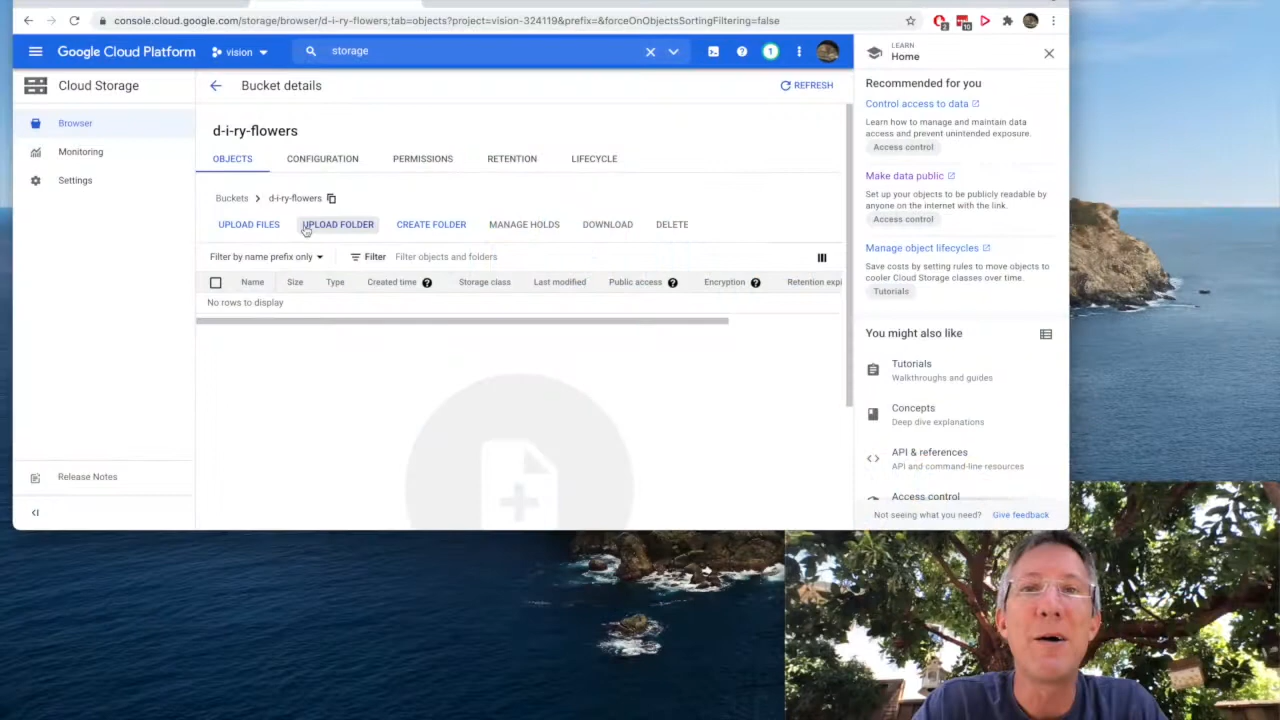 console.cloud.google.com/storage/browser/d-i-ry-flowers;tab=objects?project=vision-324119&prefix=&forceOnObjectsSortingFiltering=false
2
10
Google Cloud Platform
vision
storage
1
LEARN
Home
Cloud Storage
Bucket details
REFRESH
Browser
Monitoring
Settings
Release Notes
d-i-ry-flowers
OBJECTS
CONFIGURATION
PERMISSIONS
RETENTION
LIFECYCLE
Buckets
d-i-ry-flowers
UPLOAD FILES
UPLOAD FOLDER
CREATE FOLDER
MANAGE HOLDS
DOWNLOAD
DELETE
Filter by name prefix only
Filter
Filter objects and folders
Name
Size
Type
Created time
Storage class
Last modified
Public access
Encryption
Retention expi
No rows to display
Recommended for you
Control access to data
Learn how to manage and maintain data
access and prevent unintended exposure.
Access control
Make data public
Set up your objects to be publicly readable by
anyone on the internet with the link.
Access control
Manage object lifecycles
Save costs by setting rules to move objects to
cooler Cloud Storage classes over time.
Tutorials
You might also like
Tutorials
Walkthroughs and guides
Concepts
Deep dive explanations
API & references
API and command-line resources
Access control
Not seeing what you need?
Give feedback